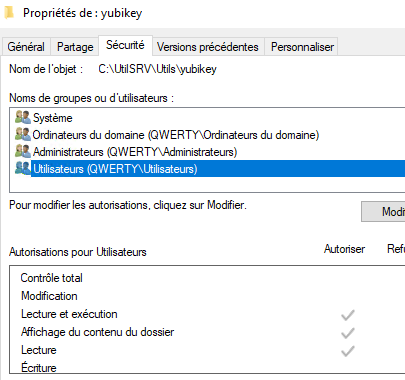 Propriétés de : yubikey
Général Partage Sécurité Versions précédentes Personnaliser
Nom de l'objet : C:\UtilSRV\Utils\yubikey
Noms de groupes ou d'utilisateurs :
Système
Ordinateurs du domaine (QWERTY\Ordinateurs du domaine)
Administrateurs (QWERTY\Administrateurs)
Utilisateurs (QWERTY\Utilisateurs)
Pour modifier les autorisations, cliquez sur Modifier.
Modi
Autorisations pour Utilisateurs Autoriser Refu
Contrôle total
Modification
Lecture et exécution
Affichage du contenu du dossier
Lecture
Écriture